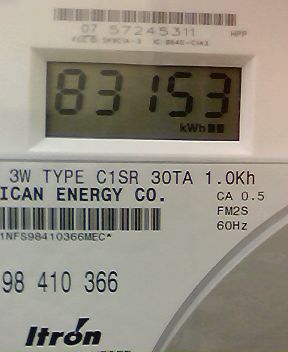 07 57245311 HPP
83153
kWh
3W TYPE C1SR 30TA 1.0Kh
ICAN ENERGY CO. CA 0.5
FM2S
60Hz
1NFS98410366MEC*
98 410 366
Itron